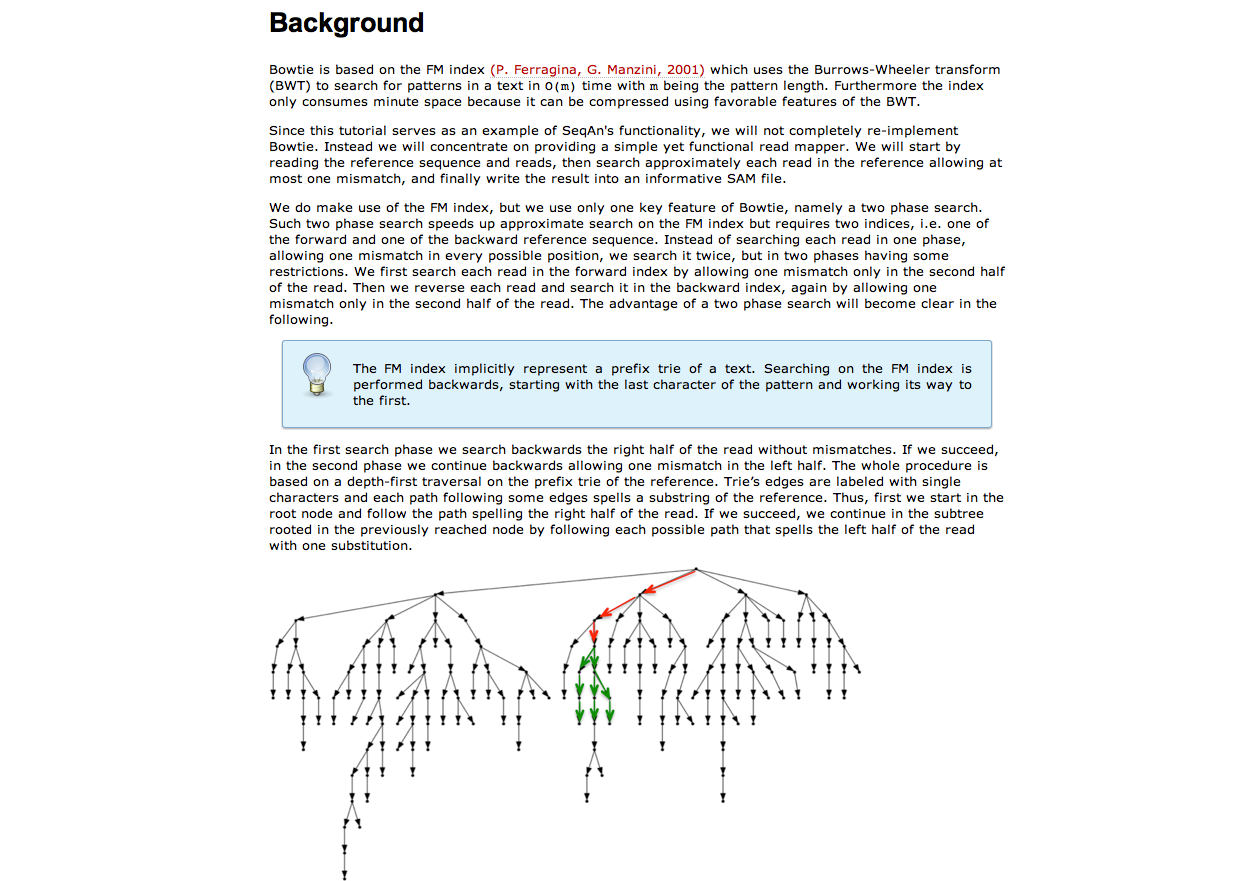 Background
Bowtie is based on the FM index (P. Ferragina, G. Manzini, 2001) which uses the Burrows-Wheeler transform
(BWT) to search for patterns in a text in O(m) time with m being the pattern length. Furthermore the index
only consumes minute space because it can be compressed using favorable features of the BWT.
Since this tutorial serves as an example of SeqAn's functionality, we will not completely re-implement
Bowtie. Instead we will concentrate on providing a simple yet functional read mapper. We will start by
reading the reference sequence and reads, then search approximately each read in the reference allowing at
most one mismatch, and finally write the result into an informative SAM file.
We do make use of the FM index, but we use only one key feature of Bowtie, namely a two phase search.
Such two phase search speeds up approximate search on the FM index but requires two indices, i.e. one of
the forward and one of the backward reference sequence. Instead of searching each read in one phase,
allowing one mismatch in every possible position, we search it twice, but in two phases having some
restrictions. We first search each read in the forward index by allowing one mismatch only in the second half
of the read. Then we reverse each read and search it in the backward index, again by allowing one
mismatch only in the second half of the read. The advantage of a two phase search will become clear in the
following.
The FM index implicitly represent a prefix trie of a text. Searching on the FM index is
performed backwards, starting with the last character of the pattern and working its way to
the first.
In the first search phase we search backwards the right half of the read without mismatches. If we succeed,
in the second phase we continue backwards allowing one mismatch in the left half. The whole procedure is
based on a depth-first traversal on the prefix trie of the reference. Trie’s edges are labeled with single
characters and each path following some edges spells a substring of the reference. Thus, first we start in the
root node and follow the path spelling the right half of the read. If we succeed, we continue in the subtree
rooted in the previously reached node by following each possible path that spells the left half of the read
with one substitution.